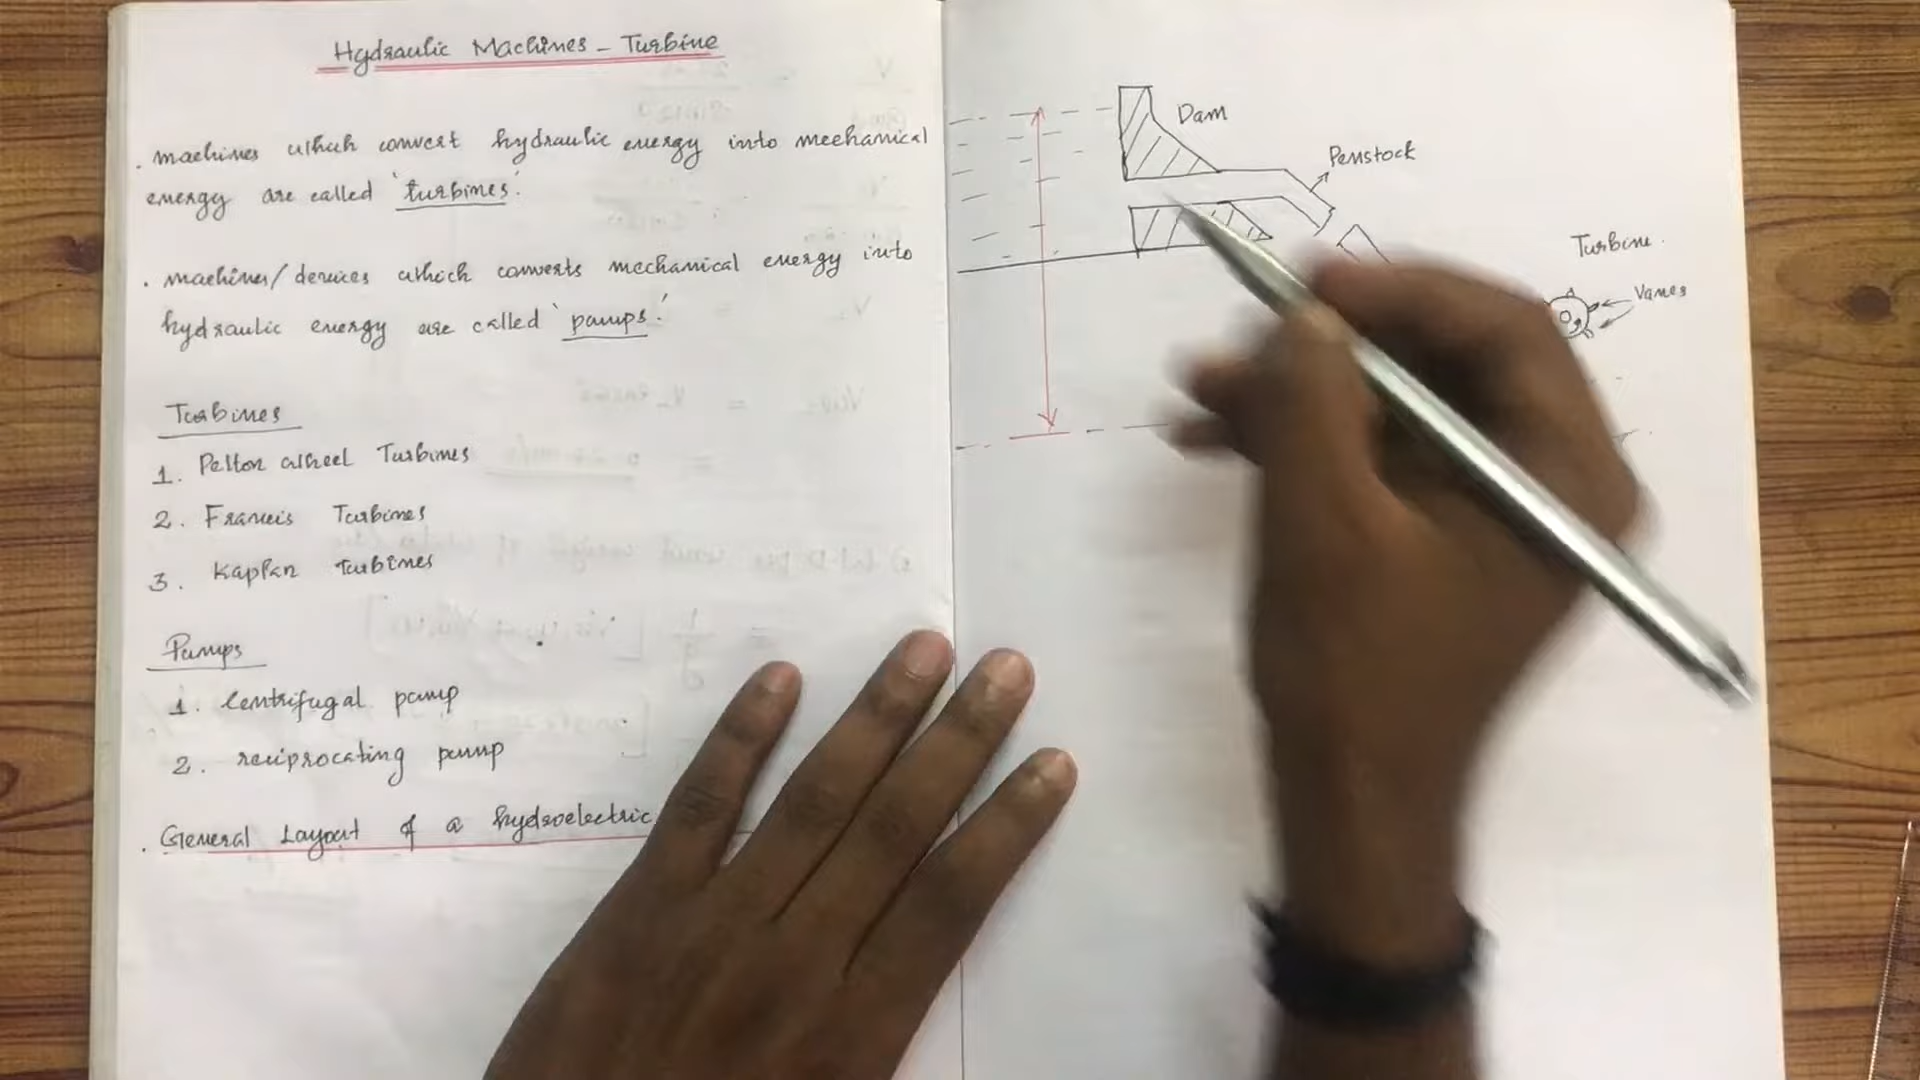 Hydraulic Machines - Turbine
. machines which convert hydraulic energy into mechanical
energy are called 'turbines'.
. machines/devices which converts mechanical energy into
hydraulic energy are called 'pumps'.
Turbines
1. Pelton wheel Turbines
2. Francis Turbines
3. Kaplan Turbines
Pumps
1. centrifugal pump
2. reciprocating pump
. General Layout of a hydroelectric
Dam
Penstock
Turbine.
Vanes